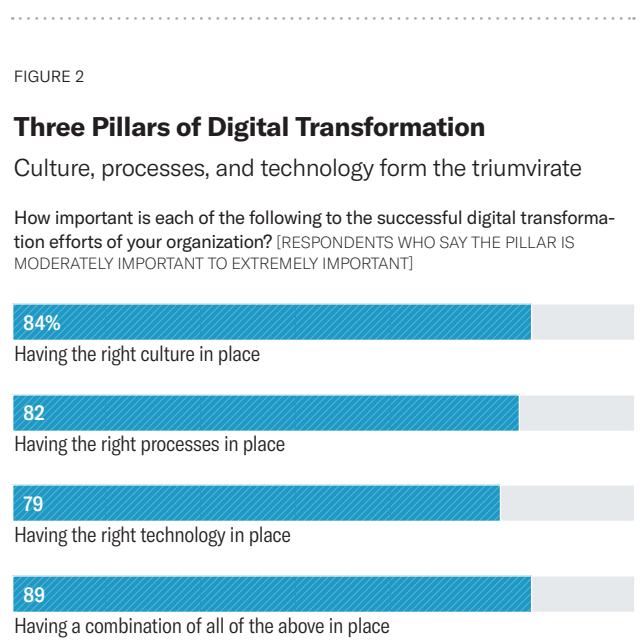 FIGURE 2
Three Pillars of Digital Transformation
Culture, processes, and technology form the triumvirate
How important is each of the following to the successful digital transforma-
tion efforts of your organization? [RESPONDENTS WHO SAY THE PILLAR IS
MODERATELY IMPORTANT TO EXTREMELY IMPORTANT]
84%
Having the right culture in place
82
Having the right processes in place
79
Having the right technology in place
89
Having a combination of all of the above in place